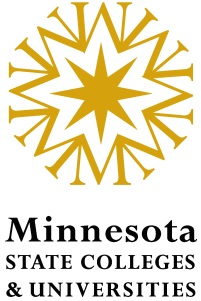 Minnesota
STATE COLLEGES
& UNIVERSITIES